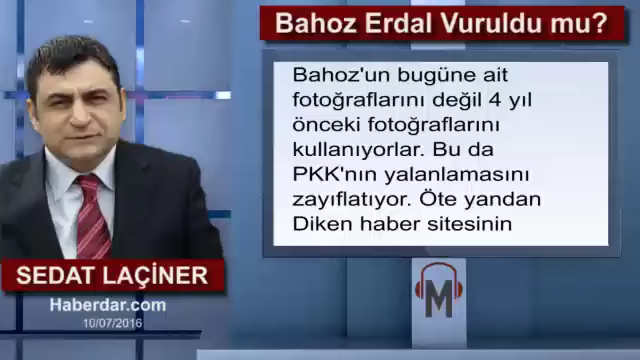 Bahoz Erdal Vuruldu mu?
Bahoz'un bugüne ait
fotoğraflarını değil 4 yıl
önceki fotoğraflarını
kullanıyorlar. Bu da
PKK'nın yalanlamasını
zayıflatıyor. Öte yandan
Diken haber sitesinin
SEDAT LAÇİNER
Haberdar.com
10/07/2016
M